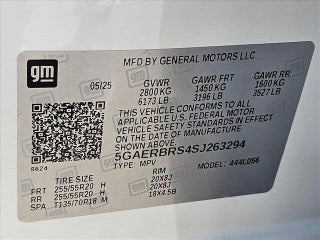 gm
MFD BY GENERAL MOTORS LLC
05/25 GVWR GAWR FRT GAWR RR
2800 KG 1450 KG 1600 KG
6173 LB 3196 LB 3527 LB
THIS VEHICLE CONFORMS TO ALL
APPLICABLE U.S. FEDERAL MOTOR
VEHICLE SAFETY STANDARDS IN EFFECT
ON THE DATE OF MANUFACTURE
SHOWN ABOVE.
5GAERBRS4SJ263294
8624 TYPE: MPV MODEL: 444LD56
TIRE SIZE RIM
FRT 255/55R20 H 20X8J
RR 255/55R20 H 20X8J
SPA T135/70R18 M 18X4.5B